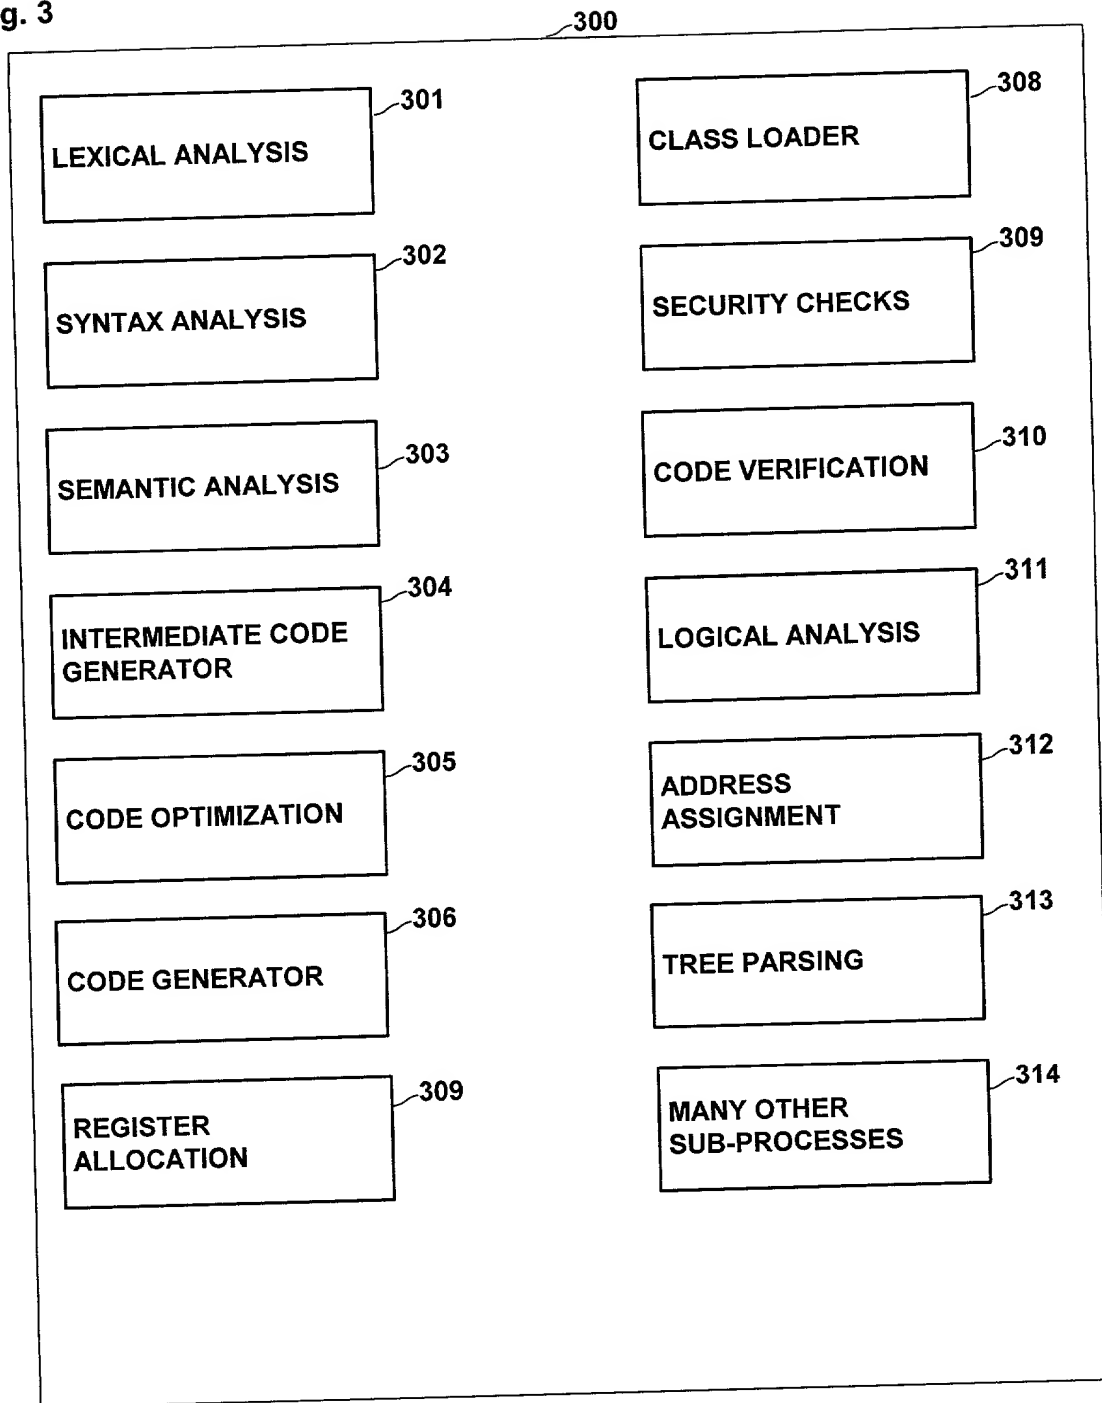 g. 3
300
301
LEXICAL ANALYSIS
302
SYNTAX ANALYSIS
303
SEMANTIC ANALYSIS
304
INTERMEDIATE CODE
GENERATOR
305
CODE OPTIMIZATION
306
CODE GENERATOR
309
REGISTER
ALLOCATION
308
CLASS LOADER
309
SECURITY CHECKS
310
CODE VERIFICATION
311
LOGICAL ANALYSIS
312
ADDRESS
ASSIGNMENT
313
TREE PARSING
314
MANY OTHER
SUB-PROCESSES